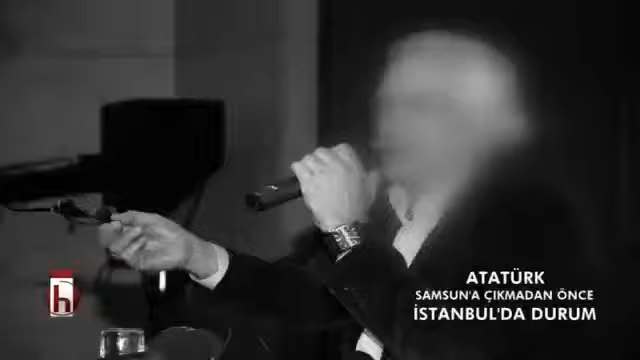 h
ATATÜRK
SAMSUN'A ÇIKMADAN ÖNCE
İSTANBUL'DA DURUM